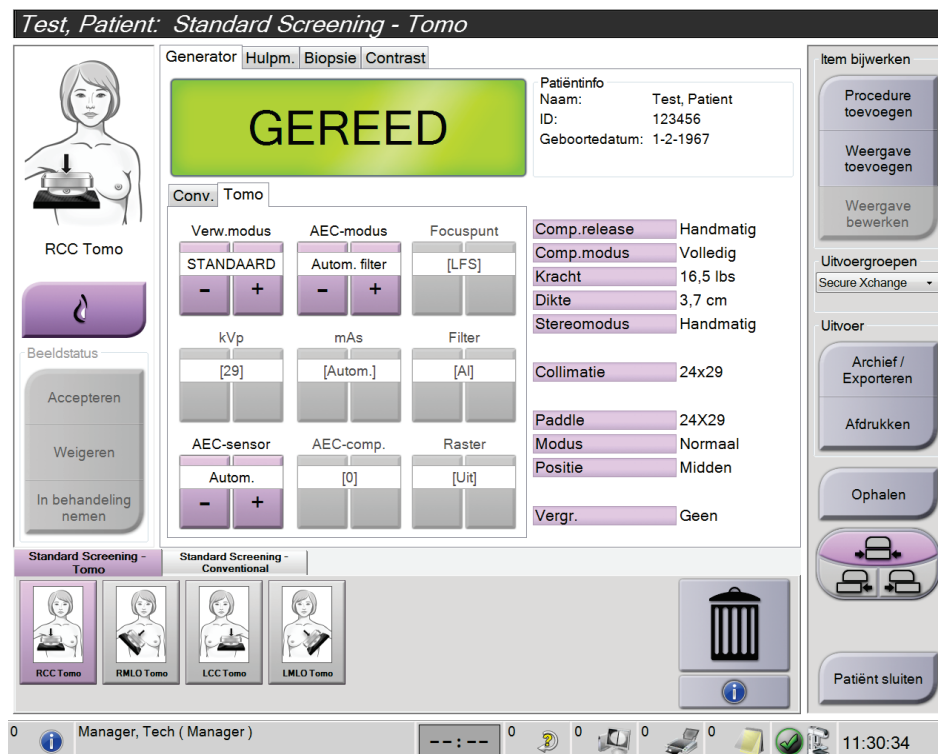 Test, Patient: Standard Screening - Tomo
Generator Hulpm. Biopsie Contrast
GEREED
Patiëntinfo
Naam: Test, Patient
ID: 123456
Geboortedatum: 1-2-1967
RCC Tomo
Beeldstatus
Accepteren
Weigeren
In behandeling
nemen
Conv. Tomo
Verw.modus AEC-modus Focuspunt
STANDAARD Autom. filter [LFS]
- + - +
kVp mAs Filter
[29] [Autom.] [Al]
AEC-sensor AEC-comp. Raster
Autom. [0] [Uit]
- +
Comp.release Handmatig
Comp.modus Volledig
Kracht 16,5 lbs
Dikte 3,7 cm
Stereomodus Handmatig
Collimatie 24x29
Paddle 24X29
Modus Normaal
Positie Midden
Vergr. Geen
Item bijwerken
Procedure
toevoegen
Weergave
toevoegen
Weergave
bewerken
Uitvoergroepen
Secure Xchange
Uitvoer
Archief /
Exporteren
Afdrukken
Ophalen
Patiënt sluiten
Standard Screening -
Tomo
Standard Screening -
Conventional
RCC Tomo RMLO Tomo LCC Tomo LMLO Tomo
0 Manager, Tech ( Manager ) --:-- 0 0 0 0 11:30:34